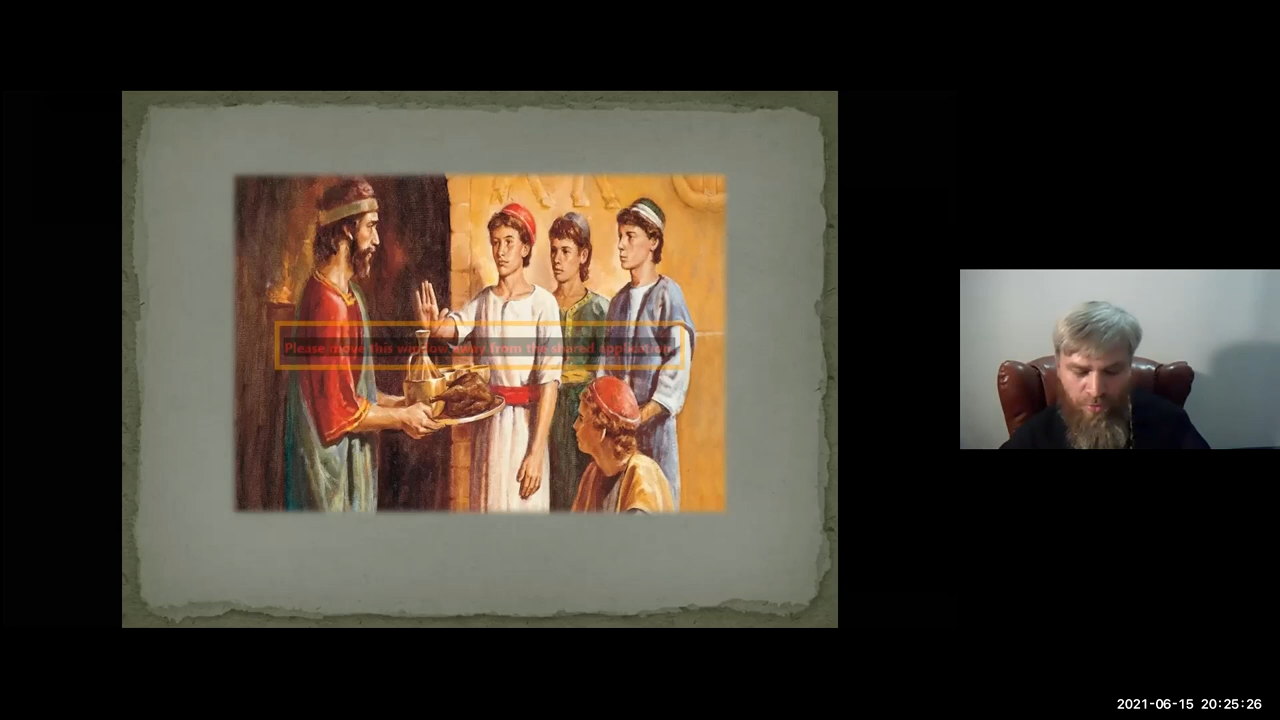 Please move this window away from the shared application.
2021-06-15 20:25:26